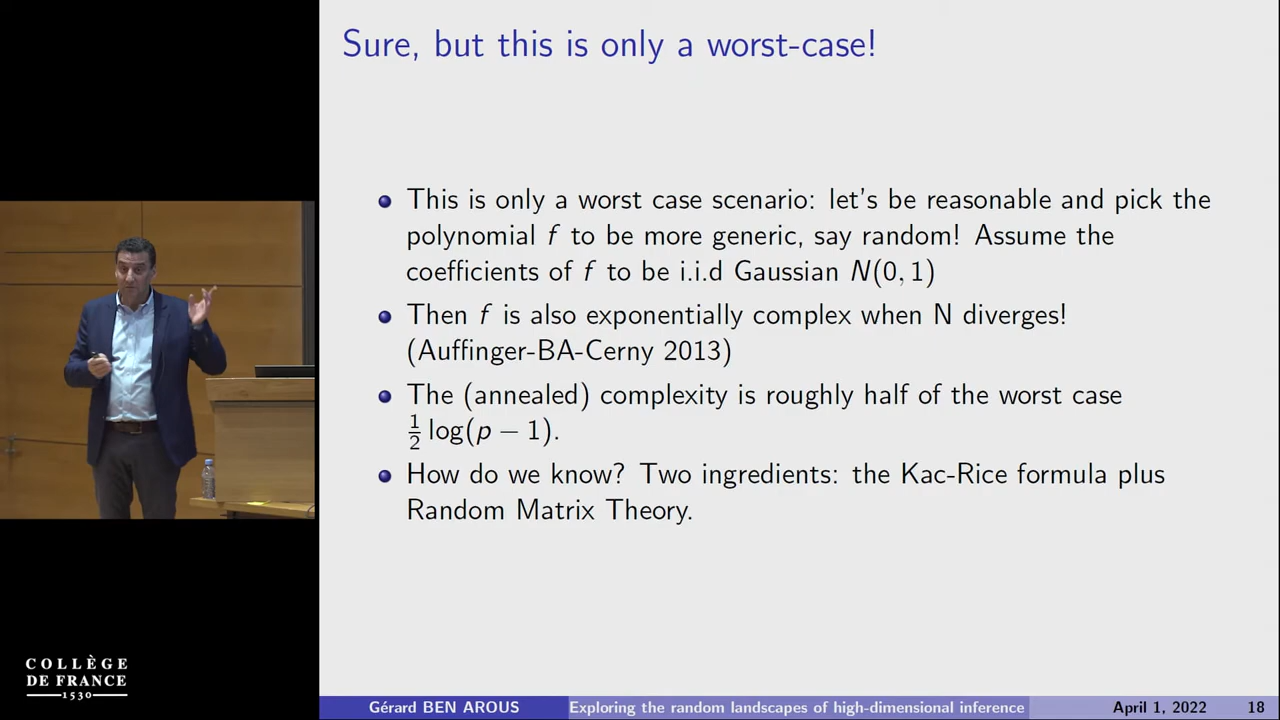 Sure, but this is only a worst-case!
This is only a worst case scenario: let's be reasonable and pick the
polynomial f to be more generic, say random! Assume the
coefficients of f to be i.i.d Gaussian N(0, 1)
Then f is also exponentially complex when N diverges!
(Auffinger-BA-Cerny 2013)
The (annealed) complexity is roughly half of the worst case
1/2 log(p − 1).
How do we know? Two ingredients: the Kac-Rice formula plus
Random Matrix Theory.
COLLÈGE
DE FRANCE
1530
Gérard BEN AROUS Exploring the random landscapes of high-dimensional inference April 1, 2022 18